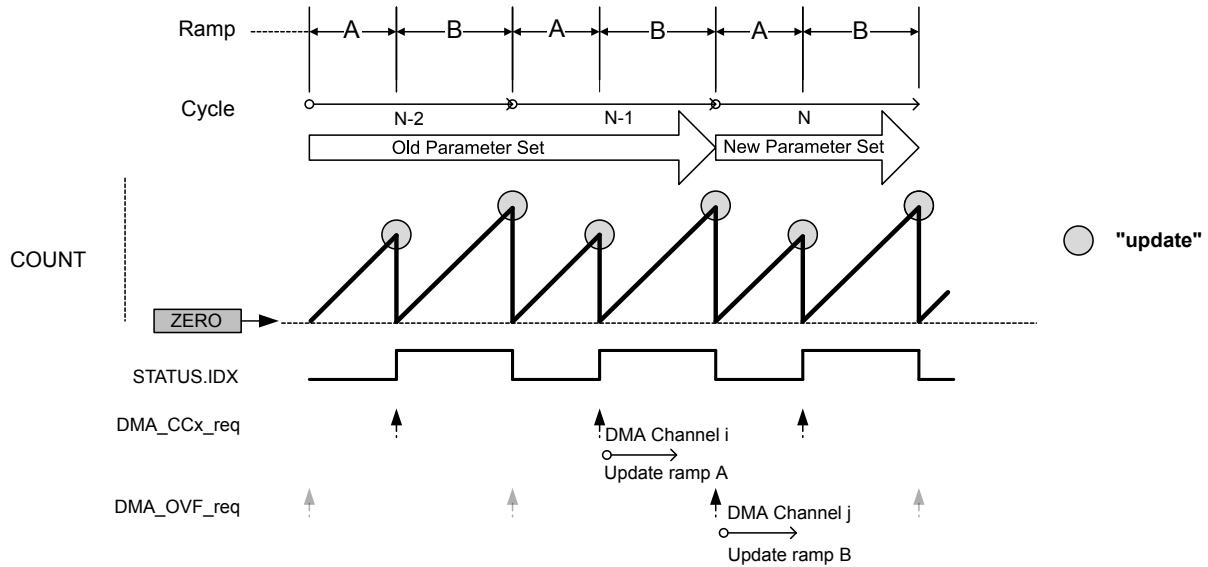 Ramp A B A B A B
Cycle
N-2 N-1 N
Old Parameter Set New Parameter Set
COUNT
"update"
ZERO
STATUS.IDX
DMA_CCx_req
DMA Channel i
Update ramp A
DMA_OVF_req
DMA Channel j
Update ramp B